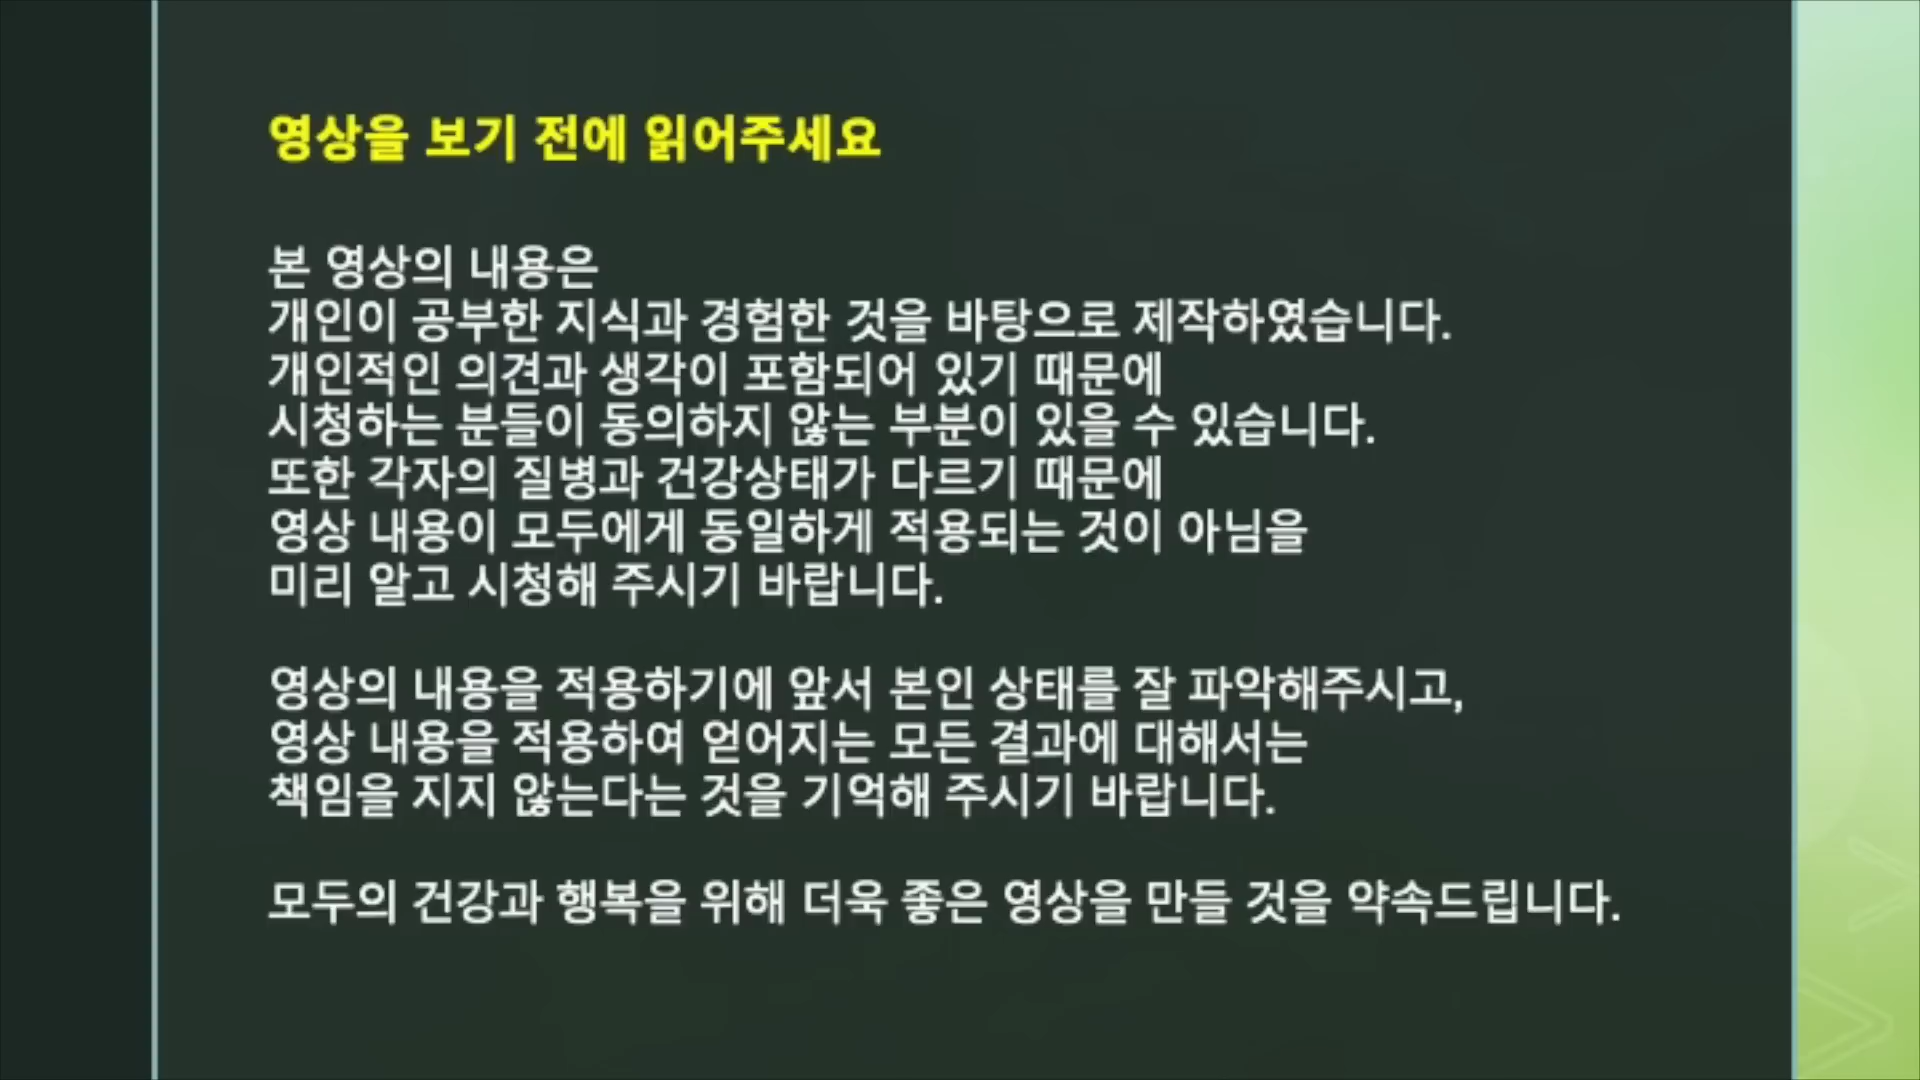 영상을 보기 전에 읽어주세요
본 영상의 내용은
개인이 공부한 지식과 경험한 것을 바탕으로 제작하였습니다.
개인적인 의견과 생각이 포함되어 있기 때문에
시청하는 분들이 동의하지 않는 부분이 있을 수 있습니다.
또한 각자의 질병과 건강상태가 다르기 때문에
영상 내용이 모두에게 동일하게 적용되는 것이 아님을
미리 알고 시청해 주시기 바랍니다.
영상의 내용을 적용하기에 앞서 본인 상태를 잘 파악해주시고,
영상 내용을 적용하여 얻어지는 모든 결과에 대해서는
책임을 지지 않는다는 것을 기억해 주시기 바랍니다.
모두의 건강과 행복을 위해 더욱 좋은 영상을 만들 것을 약속드립니다.